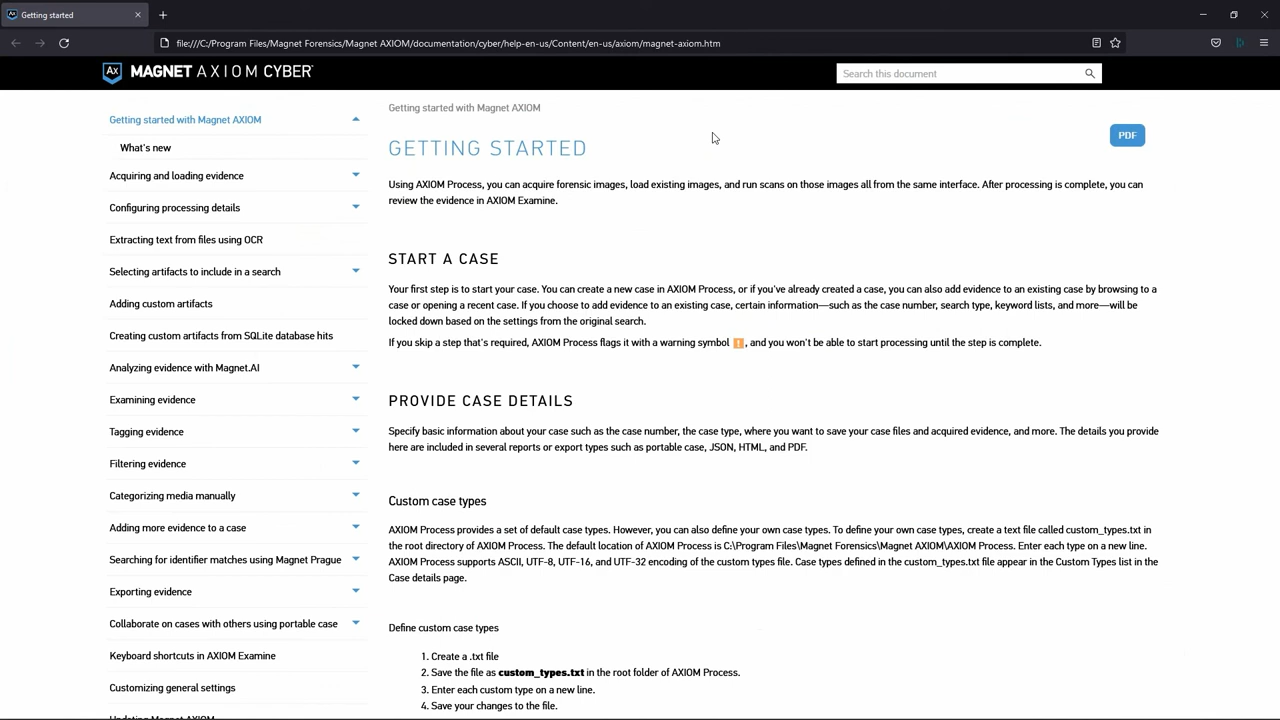 Getting started
file:///C:/Program Files/Magnet Forensics/Magnet AXIOM/documentation/cyber/help-en-us/Content/en-us/axiom/magnet-axiom.htm
AX MAGNET AXIOM CYBER
Search this document
Getting started with Magnet AXIOM
What's new
Acquiring and loading evidence
Configuring processing details
Extracting text from files using OCR
Selecting artifacts to include in a search
Adding custom artifacts
Creating custom artifacts from SQLite database hits
Analyzing evidence with Magnet.AI
Examining evidence
Tagging evidence
Filtering evidence
Categorizing media manually
Adding more evidence to a case
Searching for identifier matches using Magnet Prague
Exporting evidence
Collaborate on cases with others using portable case
Keyboard shortcuts in AXIOM Examine
Customizing general settings
Updating Magnet AXIOM
Getting started with Magnet AXIOM
GETTING STARTED
PDF
Using AXIOM Process, you can acquire forensic images, load existing images, and run scans on those images all from the same interface. After processing is complete, you can
review the evidence in AXIOM Examine.
START A CASE
Your first step is to start your case. You can create a new case in AXIOM Process, or if you've already created a case, you can also add evidence to an existing case by browsing to a
case or opening a recent case. If you choose to add evidence to an existing case, certain information—such as the case number, search type, keyword lists, and more—will be
locked down based on the settings from the original search.
If you skip a step that's required, AXIOM Process flags it with a warning symbol !, and you won't be able to start processing until the step is complete.
PROVIDE CASE DETAILS
Specify basic information about your case such as the case number, the case type, where you want to save your case files and acquired evidence, and more. The details you provide
here are included in several reports or export types such as portable case, JSON, HTML, and PDF.
Custom case types
AXIOM Process provides a set of default case types. However, you can also define your own case types. To define your own case types, create a text file called custom_types.txt in
the root directory of AXIOM Process. The default location of AXIOM Process is C:\Program Files\Magnet Forensics\Magnet AXIOM\AXIOM Process. Enter each type on a new line.
AXIOM Process supports ASCII, UTF-8, UTF-16, and UTF-32 encoding of the custom types file. Case types defined in the custom_types.txt file appear in the Custom Types list in the
Case details page.
Define custom case types
1. Create a .txt file
2. Save the file as custom_types.txt in the root folder of AXIOM Process.
3. Enter each custom type on a new line.
4. Save your changes to the file.